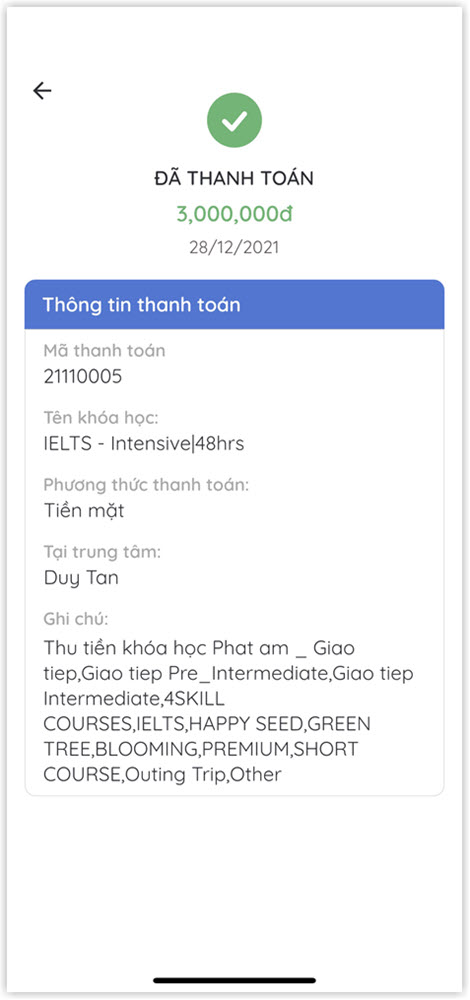 ĐÃ THANH TOÁN
3,000,000đ
28/12/2021
Thông tin thanh toán
Mã thanh toán
21110005
Tên khóa học:
IELTS - Intensive|48hrs
Phương thức thanh toán:
Tiền mặt
Tại trung tâm:
Duy Tan
Ghi chú:
Thu tiền khóa học Phat am _ Giao
tiep,Giao tiep Pre_Intermediate,Giao tiep
Intermediate,4SKILL
COURSES,IELTS,HAPPY SEED,GREEN
TREE,BLOOMING,PREMIUM,SHORT
COURSE,Outing Trip,Other